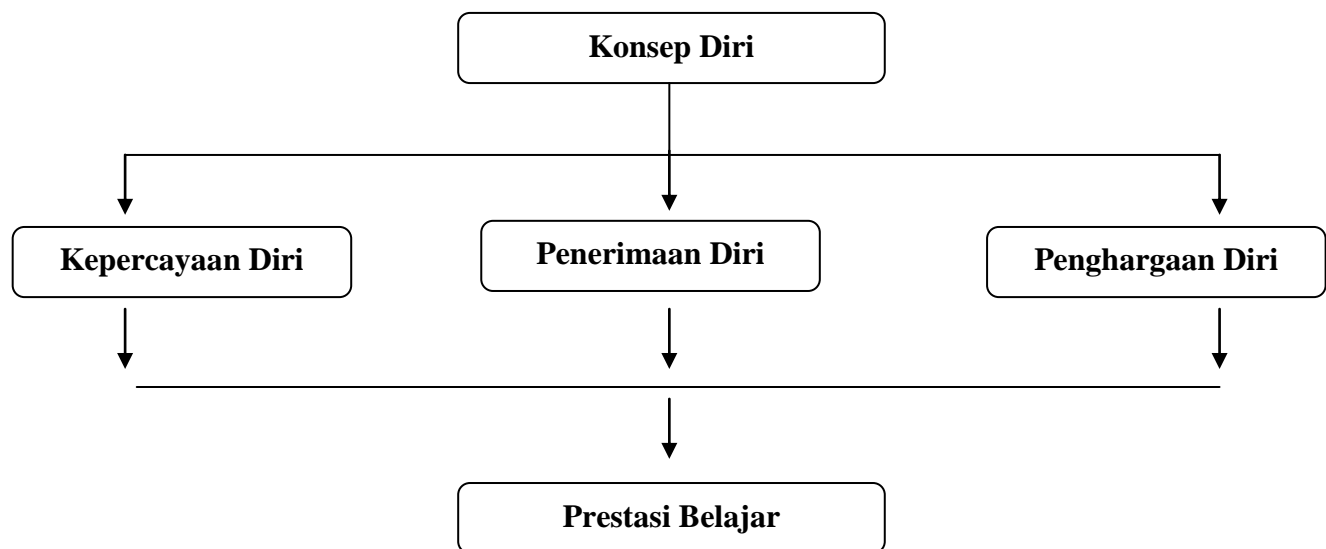 Konsep Diri
Kepercayaan Diri
Penerimaan Diri
Penghargaan Diri
Prestasi Belajar